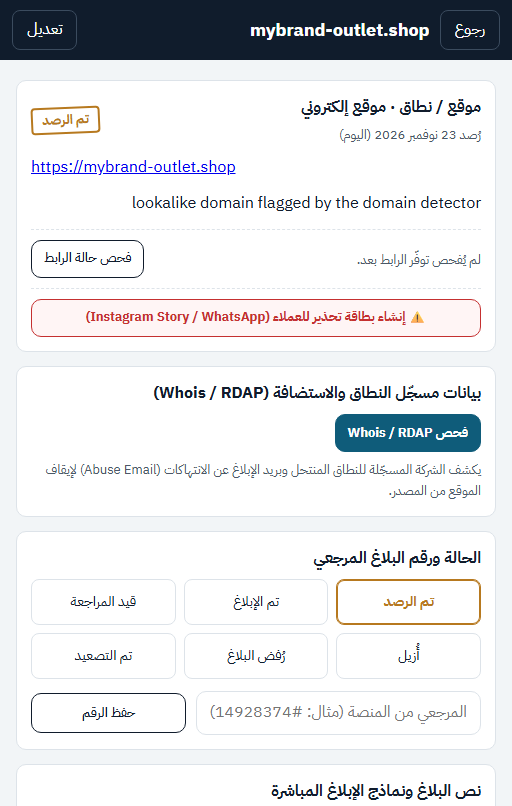 رجوع
mybrand-outlet.shop
تعديل
موقع / نطاق · موقع إلكتروني
تم الرصد
رُصد 23 نوفمبر 2026 (اليوم)
https://mybrand-outlet.shop
lookalike domain flagged by the domain detector
لم يُفحص توفّر الرابط بعد.
فحص حالة الرابط
⚠️ إنشاء بطاقة تحذير للعملاء (Instagram Story / WhatsApp)
بيانات مسجّل النطاق والاستضافة (Whois / RDAP)
فحص Whois / RDAP
يكشف الشركة المسجّلة للنطاق المنتحل وبريد الإبلاغ عن الانتهاكات (Abuse Email) لإيقاف
الموقع من المصدر.
الحالة ورقم البلاغ المرجعي
تم الرصد
تم الإبلاغ
قيد المراجعة
أُزيل
رُفض البلاغ
تم التصعيد
المرجعي من المنصة (مثال: #14928374)
حفظ الرقم
نص البلاغ ونماذج الإبلاغ المباشرة